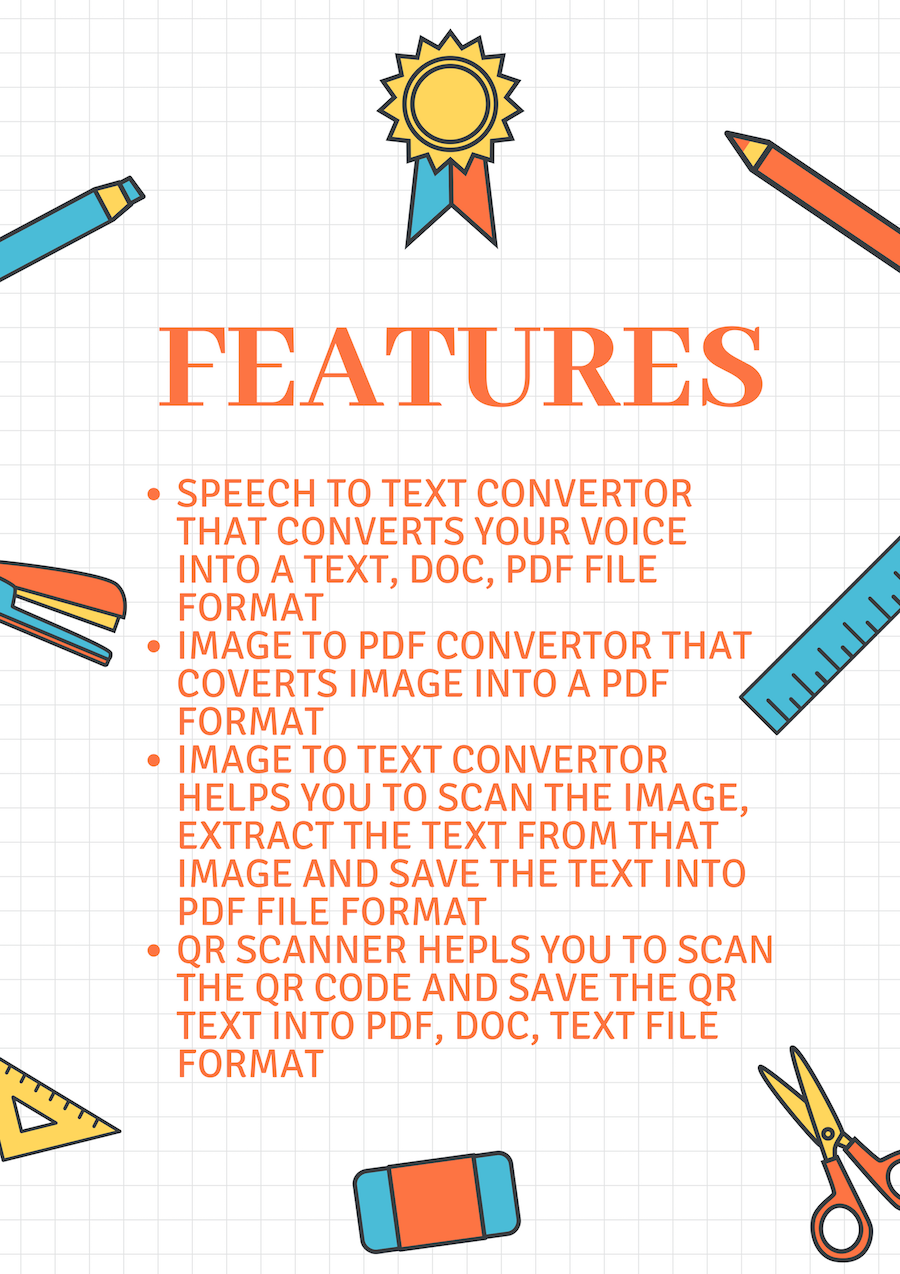 FEATURES
• SPEECH TO TEXT CONVERTOR
THAT CONVERTS YOUR VOICE
INTO A TEXT, DOC, PDF FILE
FORMAT
• IMAGE TO PDF CONVERTOR THAT
COVERTS IMAGE INTO A PDF
FORMAT
• IMAGE TO TEXT CONVERTOR
HELPS YOU TO SCAN THE IMAGE,
EXTRACT THE TEXT FROM THAT
IMAGE AND SAVE THE TEXT INTO
PDF FILE FORMAT
• QR SCANNER HEPLS YOU TO SCAN
THE QR CODE AND SAVE THE QR
TEXT INTO PDF, DOC, TEXT FILE
FORMAT